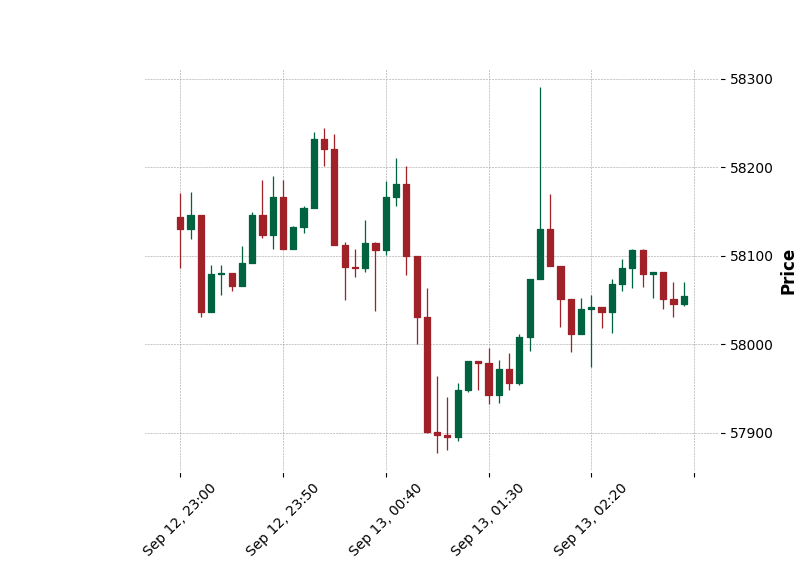 58300
58200
58100
58000
57900
Price
Sep 12, 23:00
Sep 12, 23:50
Sep 13, 00:40
Sep 13, 01:30
Sep 13, 02:20